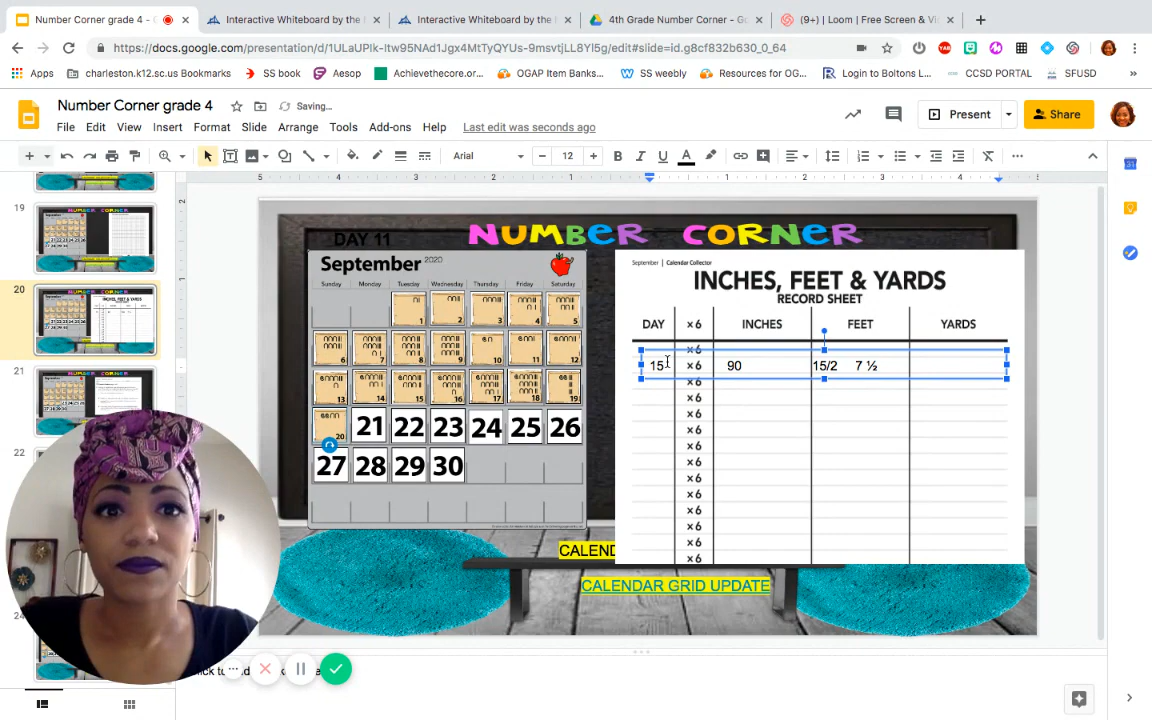 Number Corner grade 4 - G
Interactive Whiteboard by the
Interactive Whiteboard by the
4th Grade Number Corner - Go
(9+) | Loom | Free Screen & Vi
https://docs.google.com/presentation/d/1ULaUPIk-Itw95NAd1Jgx4MtTyQYUs-9msvtjLL8YI5g/edit#slide=id.g8cf832b630_0_64
Apps
charleston.k12.sc.us Bookmarks
SS book
Aesop
Achievethecore.or...
OGAP Item Banks...
SS weekly
Resources for OG...
Login to Boltons L...
CCSD PORTAL
SFUSD
Number Corner grade 4
Saving...
File Edit View Insert Format Slide Arrange Tools Add-ons Help
Last edit was seconds ago
Present
Share
Arial
12
19
20
21
22
DAY 11
NUMBER CORNER
September 2020
Sunday Monday Tuesday Wednesday Thursday Friday Saturday
1 2 3 4 5
6 7 8 9 10 11 12
13 14 15 16 17 18 19
20 21 22 23 24 25 26
27 28 29 30
September | Calendar Collector
INCHES, FEET & YARDS
RECORD SHEET
DAY ×6 INCHES FEET YARDS
×6
15 ×6 90 15/2 7 ½
×6
×6
×6
×6
×6
×6
×6
×6
×6
×6
×6
×6
CALEND
CALENDAR GRID UPDATE